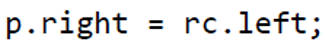 p.right = rc.left;